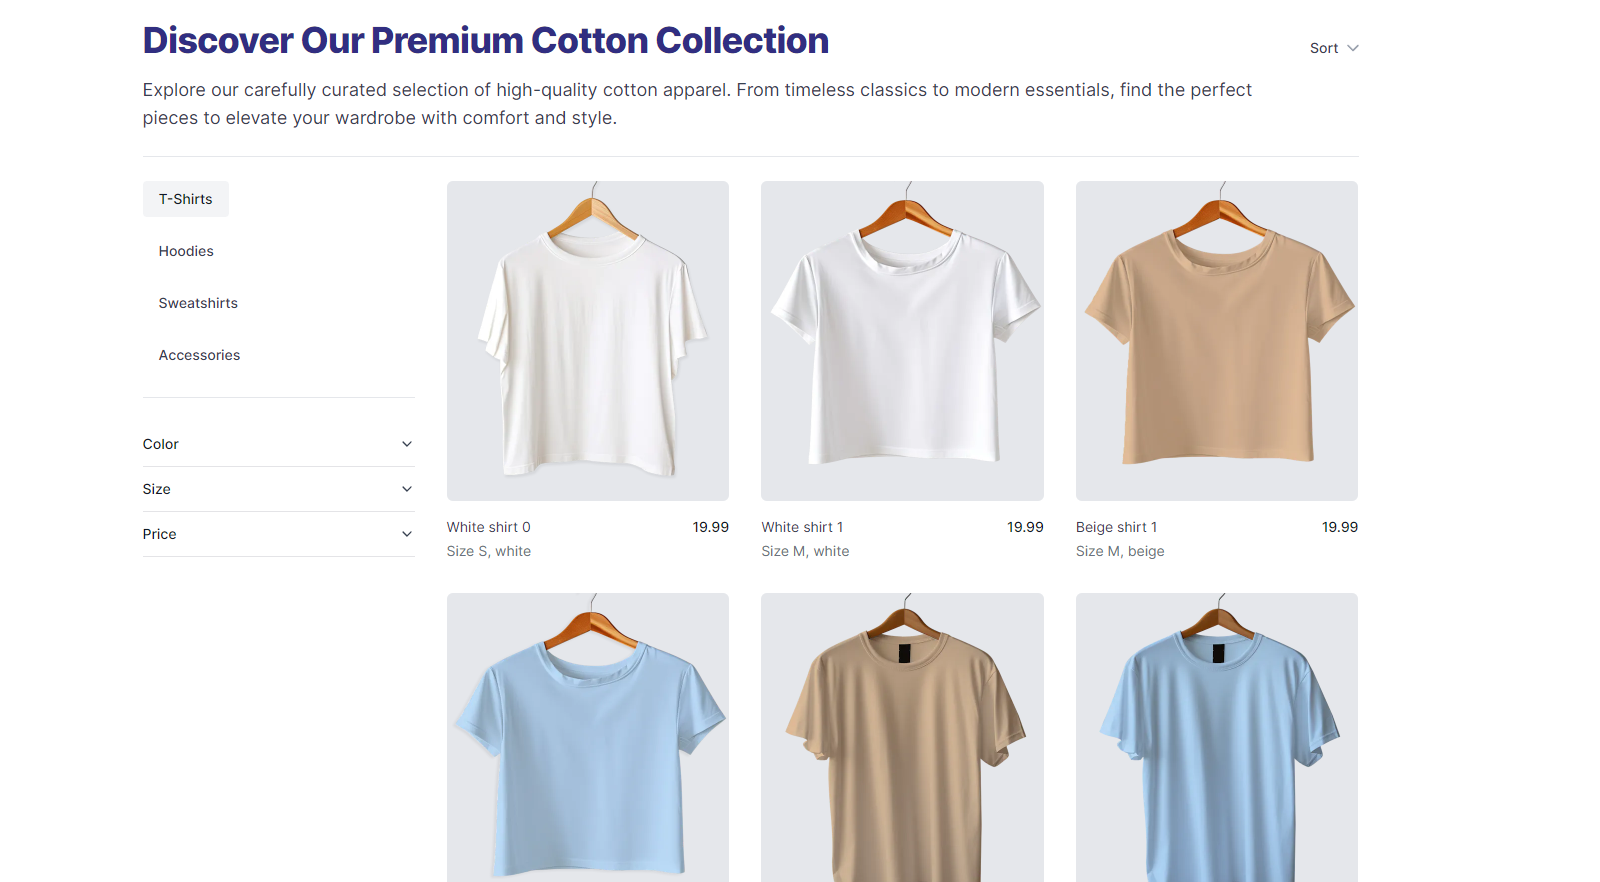 Discover Our Premium Cotton Collection
Sort
Explore our carefully curated selection of high-quality cotton apparel. From timeless classics to modern essentials, find the perfect
pieces to elevate your wardrobe with comfort and style.
T-Shirts
Hoodies
Sweatshirts
Accessories
Color
Size
Price
White shirt 0 19.99
Size S, white
White shirt 1 19.99
Size M, white
Beige shirt 1 19.99
Size M, beige